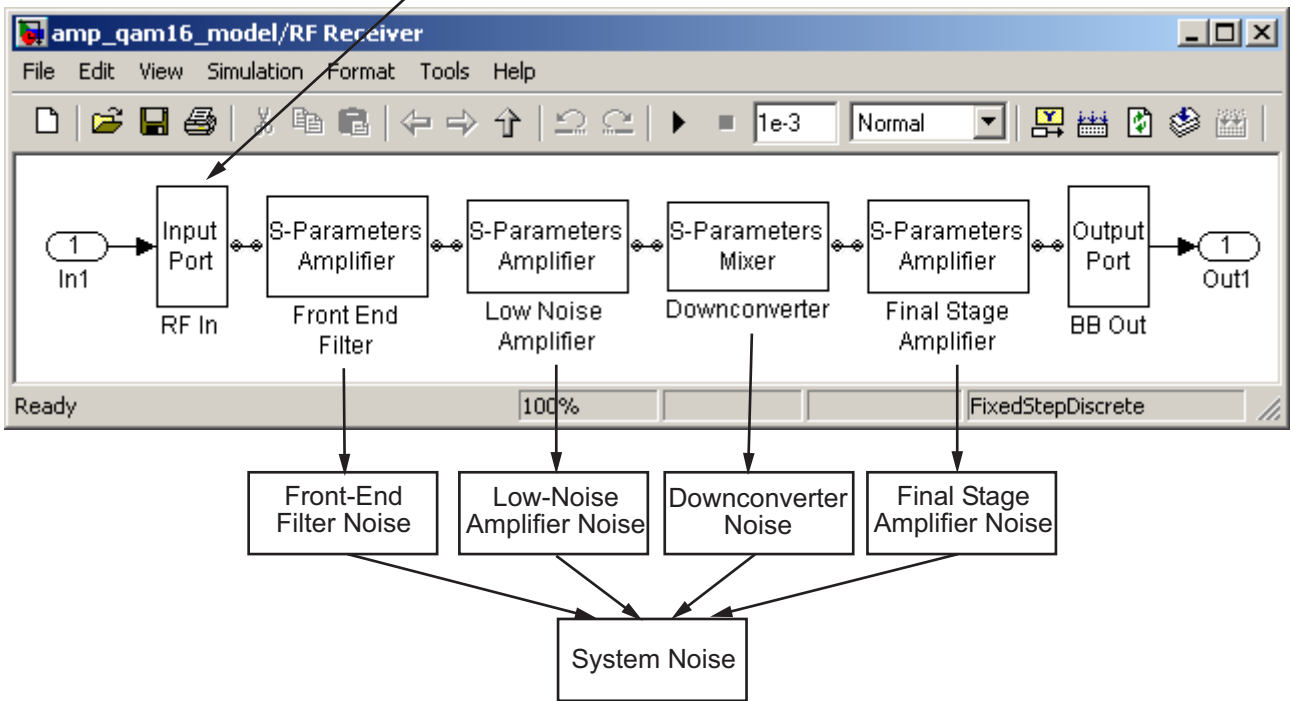 amp_qam16_model/RF Receiver
File Edit View Simulation Format Tools Help
1e-3 Normal
1
In1
Input
Port
RF In
S-Parameters
Amplifier
Front End
Filter
S-Parameters
Amplifier
Low Noise
Amplifier
S-Parameters
Mixer
Downconverter
S-Parameters
Amplifier
Final Stage
Amplifier
Output
Port
BB Out
1
Out1
Ready 100% FixedStepDiscrete
Front-End
Filter Noise
Low-Noise
Amplifier Noise
Downconverter
Noise
Final Stage
Amplifier Noise
System Noise